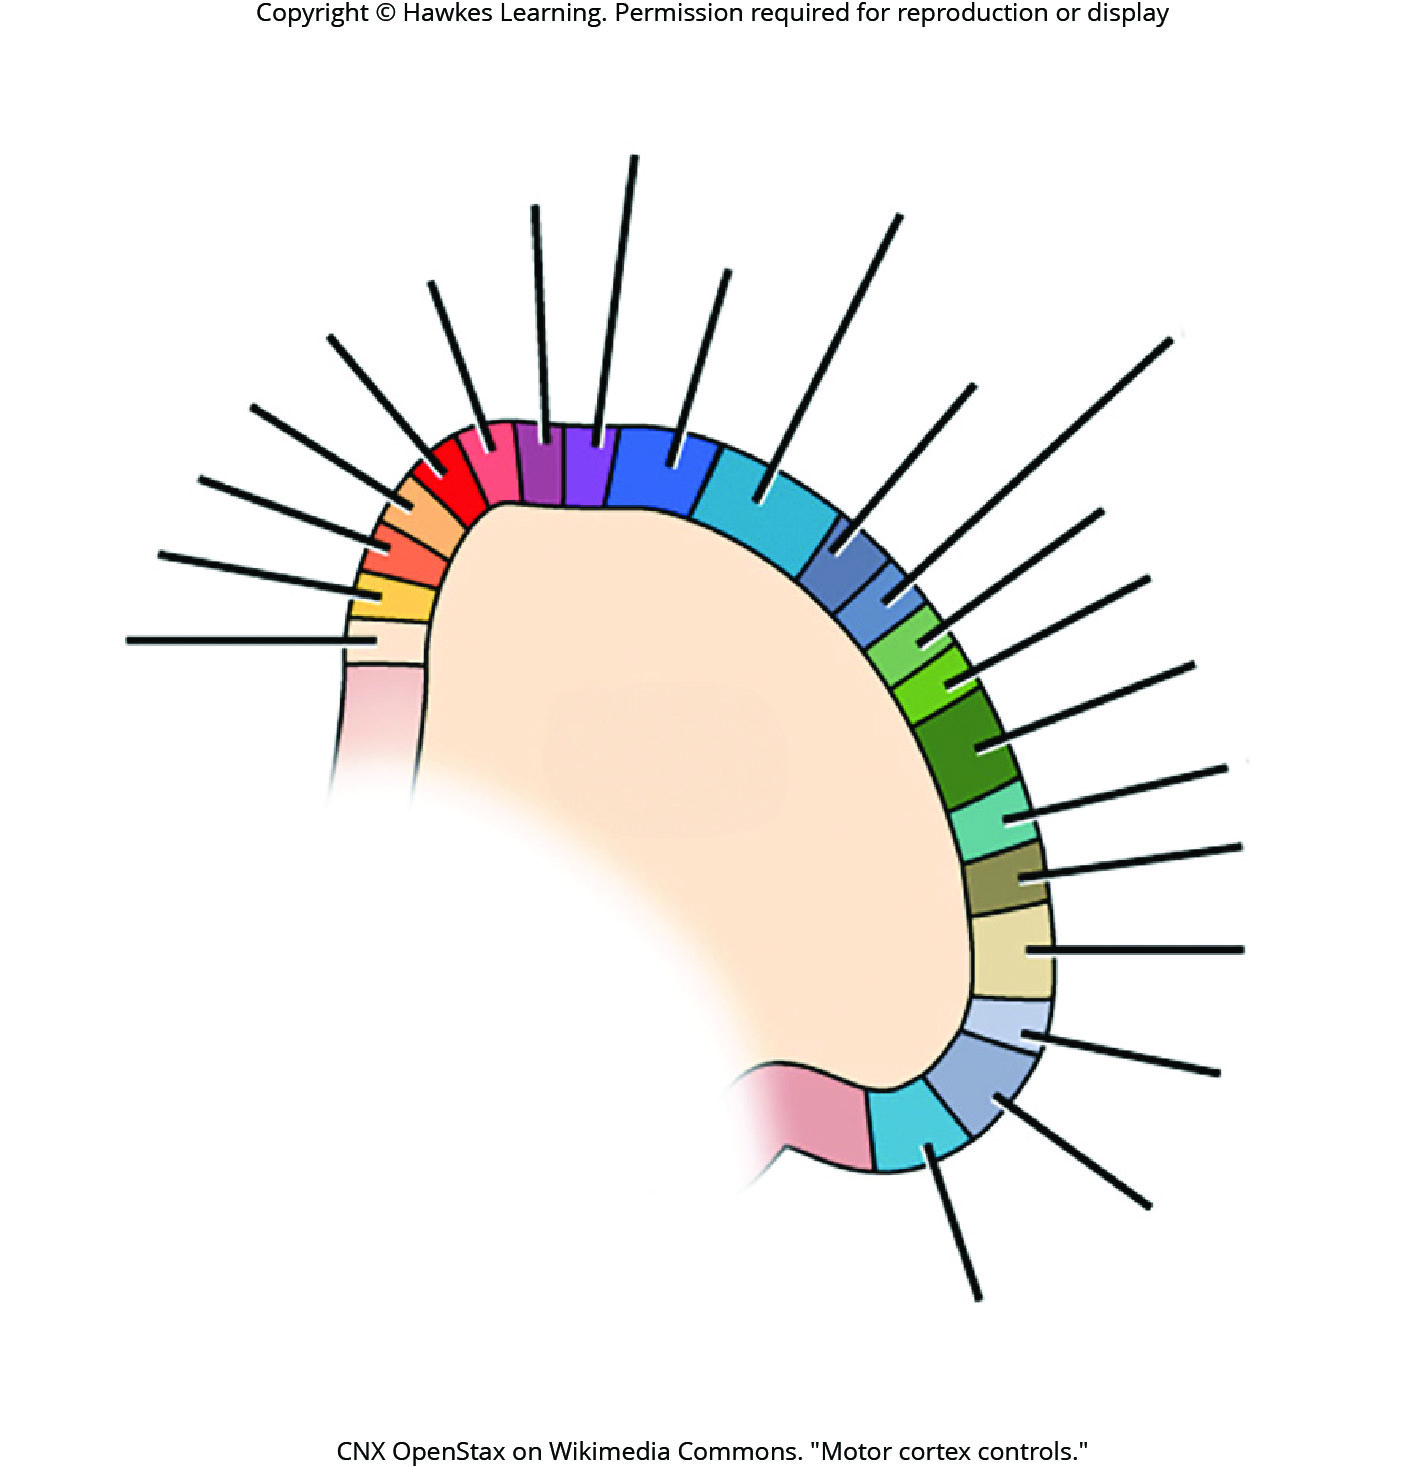 Copyright © Hawkes Learning. Permission required for reproduction or display
CNX OpenStax on Wikimedia Commons. "Motor cortex controls."